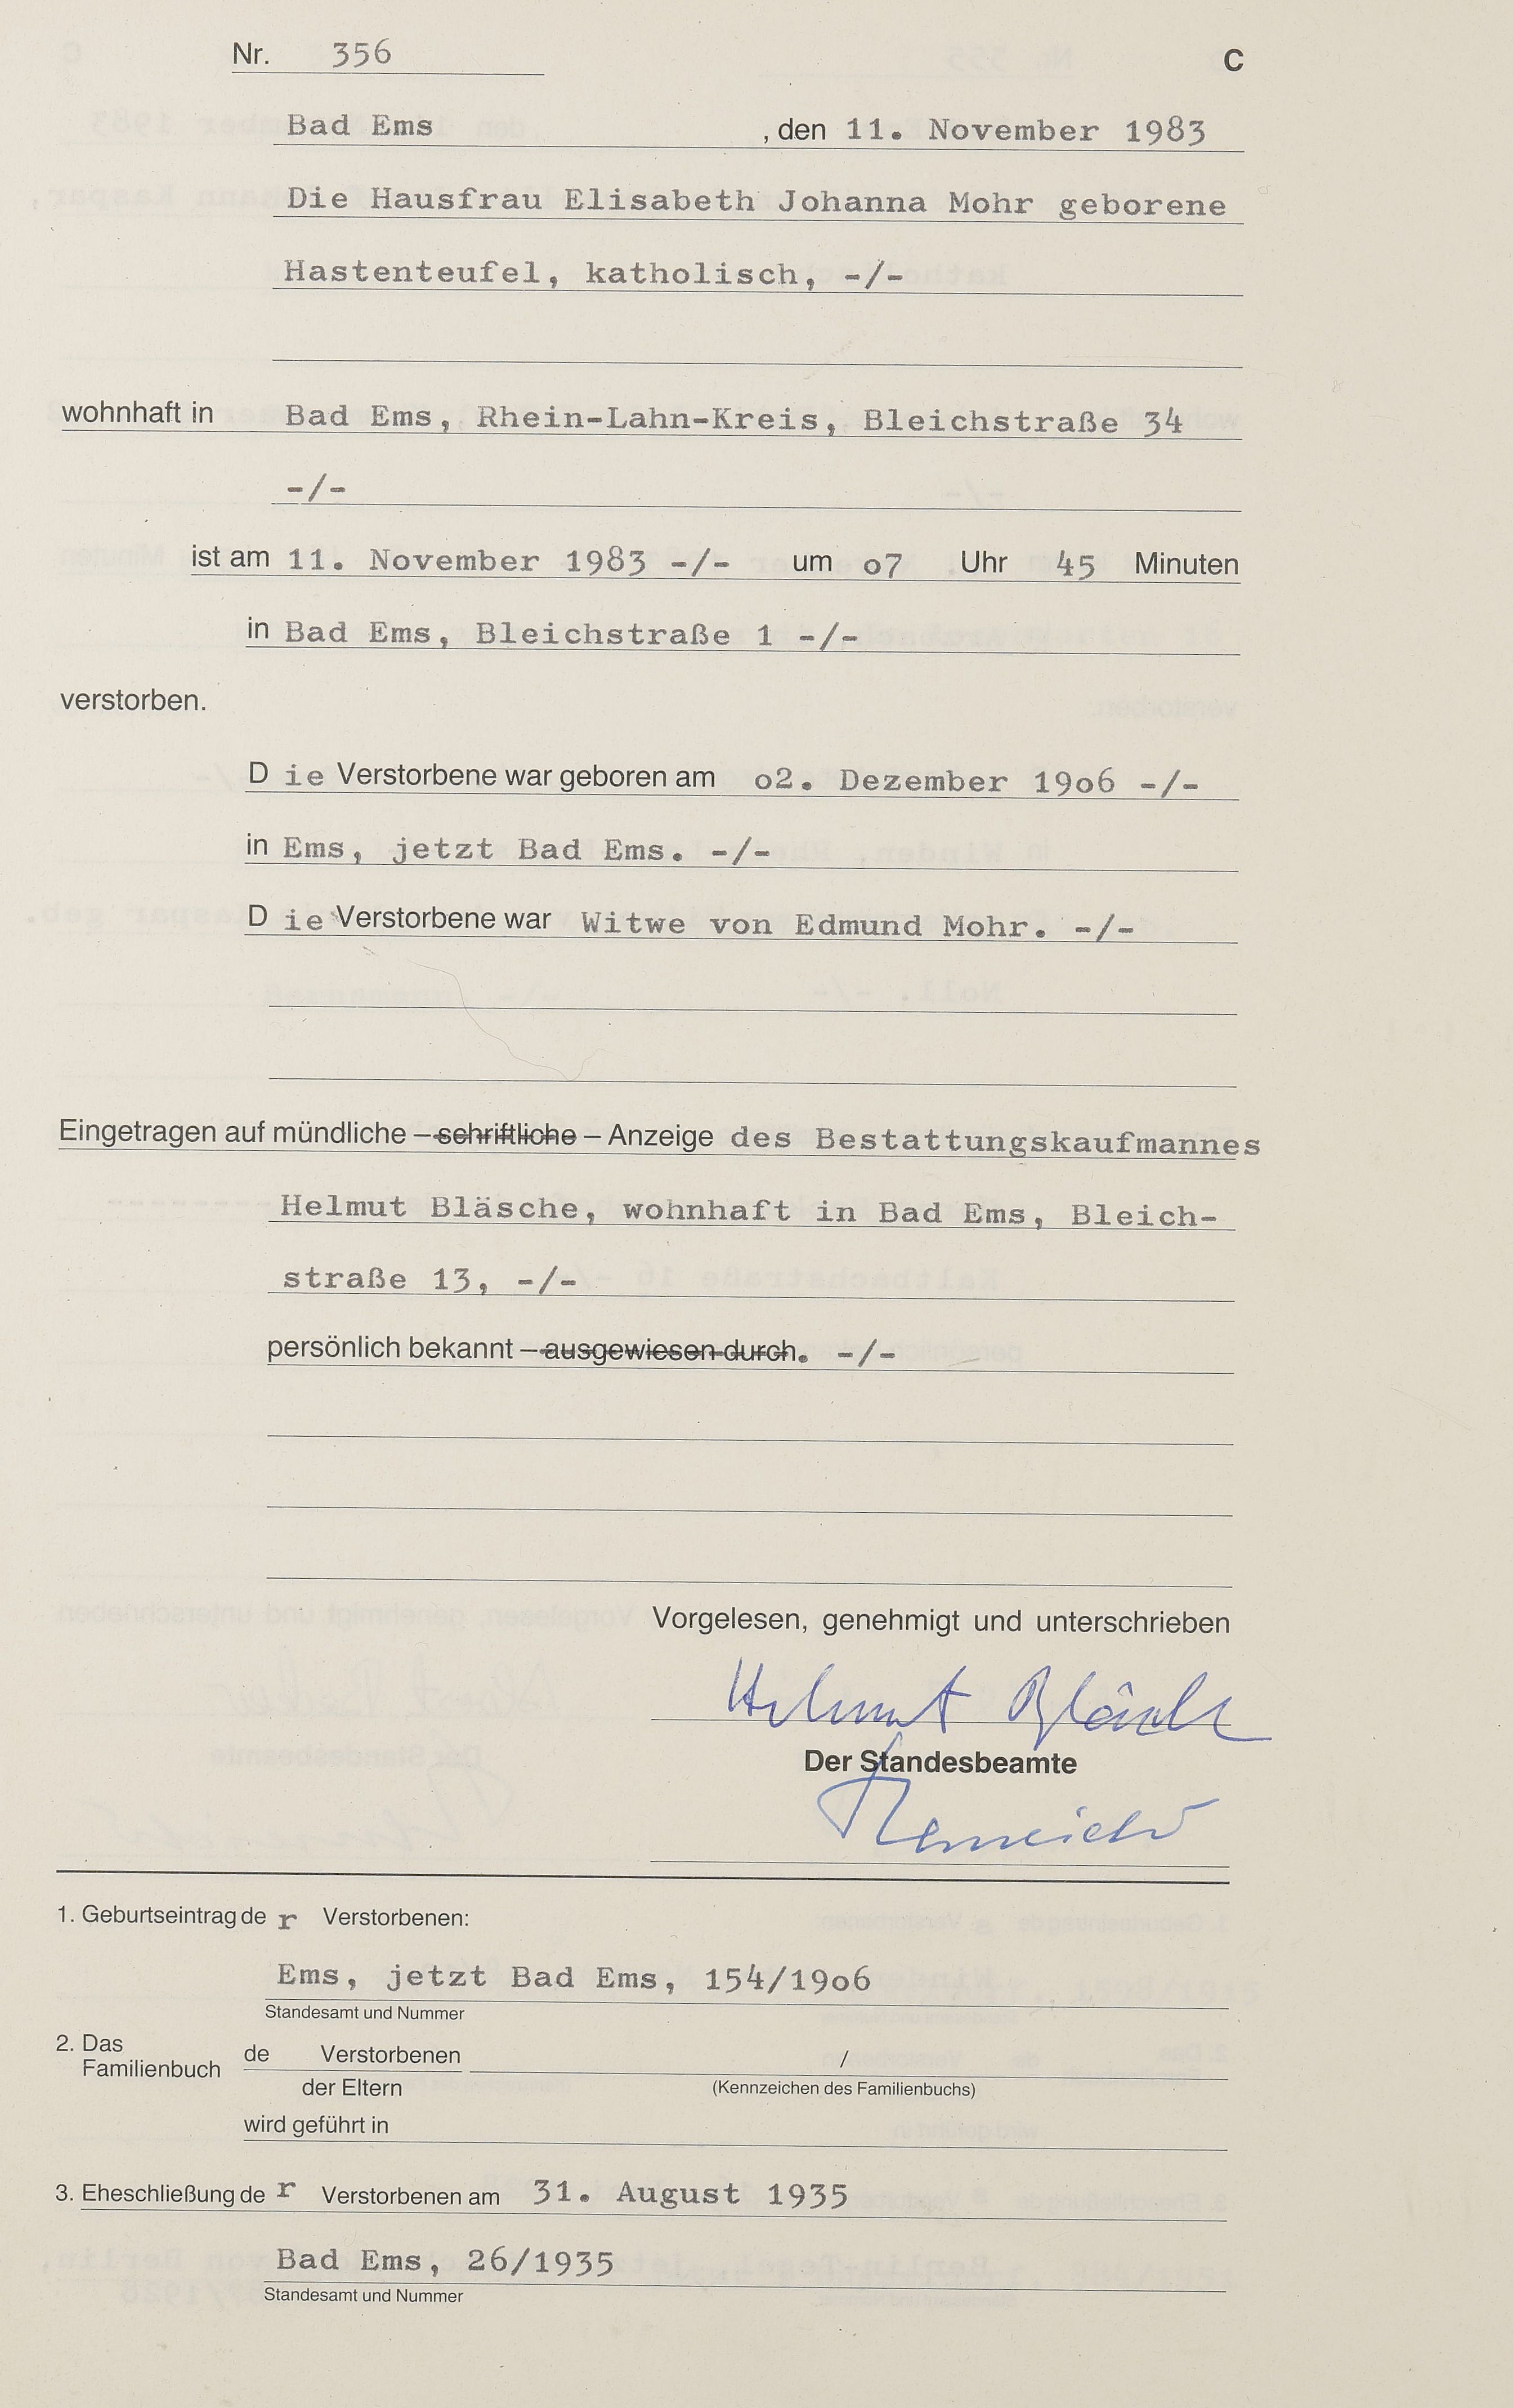 Nr. 356 C
Bad Ems , den 11. November 1983
Die Hausfrau Elisabeth Johanna Mohr geborene
Hastenteufel, katholisch, -/-
wohnhaft in Bad Ems, Rhein-Lahn-Kreis, Bleichstraße 34
-/-
ist am 11. November 1983 -/- um o7 Uhr 45 Minuten
in Bad Ems, Bleichstraße 1 -/-
verstorben.
D ie Verstorbene war geboren am o2. Dezember 19o6 -/-
in Ems, jetzt Bad Ems. -/-
D ie Verstorbene war Witwe von Edmund Mohr. -/-
Eingetragen auf mündliche – schriftliche – Anzeige des Bestattungskaufmannes
Helmut Bläsche, wohnhaft in Bad Ems, Bleich-
straße 13, -/-
persönlich bekannt – ausgewiesen durch. -/-
Vorgelesen, genehmigt und unterschrieben
Helmut Bläsche
Der Standesbeamte
1. Geburtseintrag de r Verstorbenen:
Ems, jetzt Bad Ems, 154/19o6
Standesamt und Nummer
2. Das
Familienbuch de Verstorbenen /
der Eltern (Kennzeichen des Familienbuchs)
wird geführt in
3. Eheschließung de r Verstorbenen am 31. August 1935
Bad Ems, 26/1935
Standesamt und Nummer